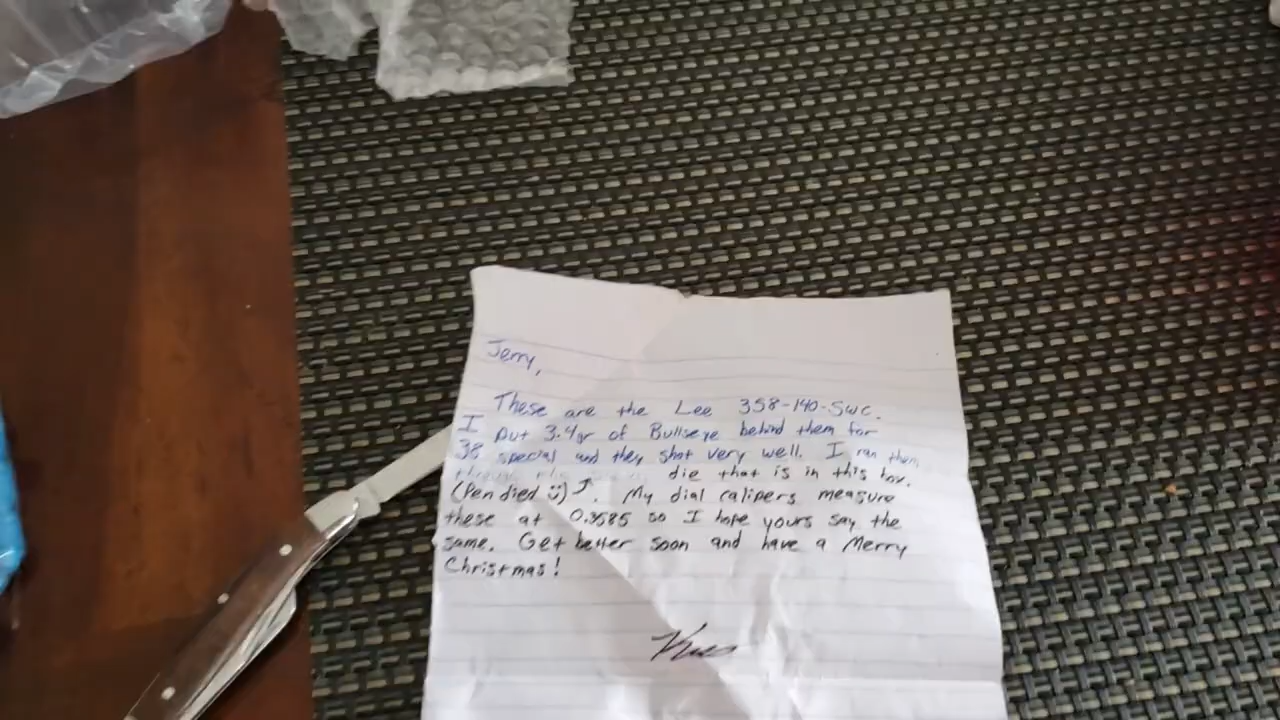 Jerry,
These are the Lee 358-140-SWC.
I put 3.4gr of Bullseye behind them for
38 special and they shot very well. I ran them
through die that is in this box.
(Pen died :)) . My dial calipers measure
these at 0.3585 so I hope yours say the
same. Get better soon and have a Merry
Christmas!